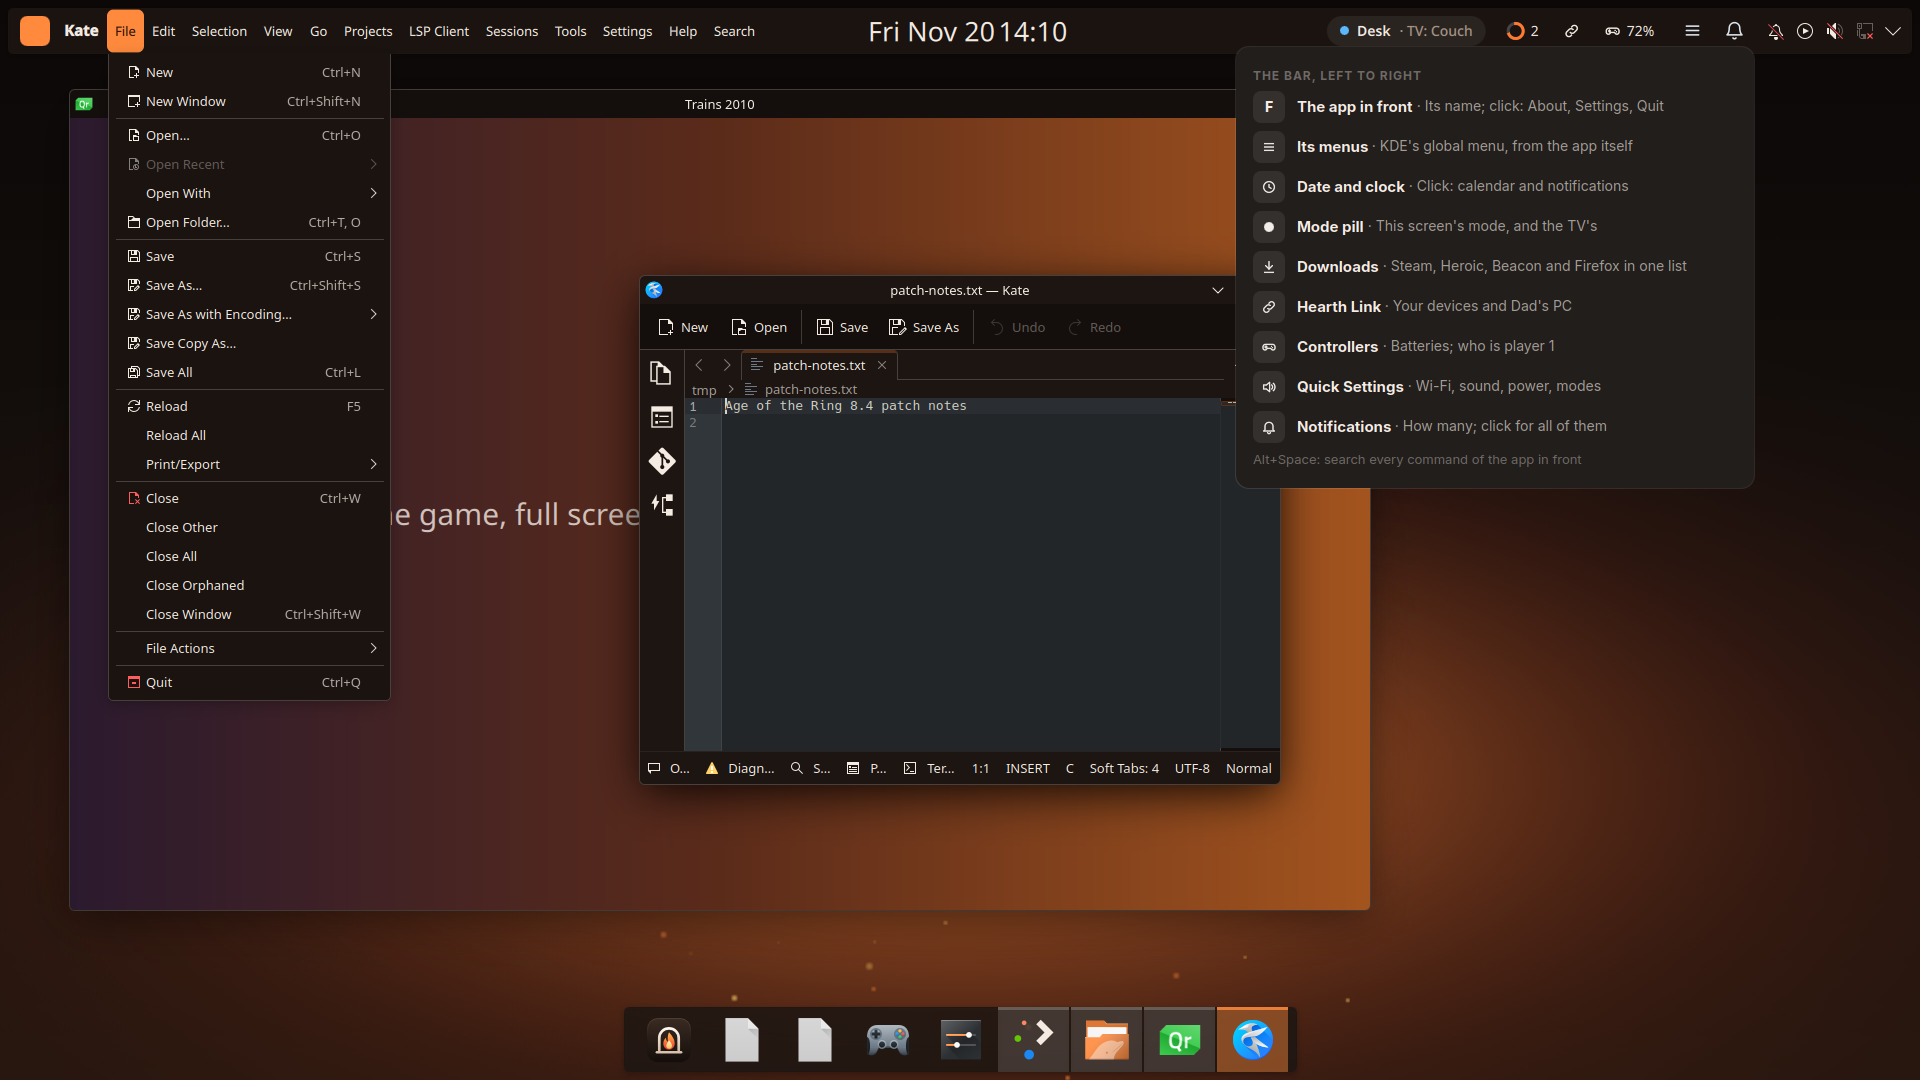 Kate File Edit Selection View Go Projects LSP Client Sessions Tools Settings Help Search
Fri Nov 20 14:10
Desk · TV: Couch
2
72%
New Ctrl+N
New Window Ctrl+Shift+N
Open... Ctrl+O
Open Recent
Open With
Open Folder... Ctrl+T, O
Save Ctrl+S
Save As... Ctrl+Shift+S
Save As with Encoding...
Save Copy As...
Save All Ctrl+L
Reload F5
Reload All
Print/Export
Close Ctrl+W
Close Other
Close All
Close Orphaned
Close Window Ctrl+Shift+W
File Actions
Quit Ctrl+Q
Qr
Trains 2010
e game, full scree
patch-notes.txt — Kate
New Open Save Save As Undo Redo
patch-notes.txt
tmp patch-notes.txt
1 Age of the Ring 8.4 patch notes
2
O... Diagn... S... P... Ter... 1:1 INSERT C Soft Tabs: 4 UTF-8 Normal
THE BAR, LEFT TO RIGHT
F The app in front · Its name; click: About, Settings, Quit
Its menus · KDE's global menu, from the app itself
Date and clock · Click: calendar and notifications
Mode pill · This screen's mode, and the TV's
Downloads · Steam, Heroic, Beacon and Firefox in one list
Hearth Link · Your devices and Dad's PC
Controllers · Batteries; who is player 1
Quick Settings · Wi-Fi, sound, power, modes
Notifications · How many; click for all of them
Alt+Space: search every command of the app in front
Qr